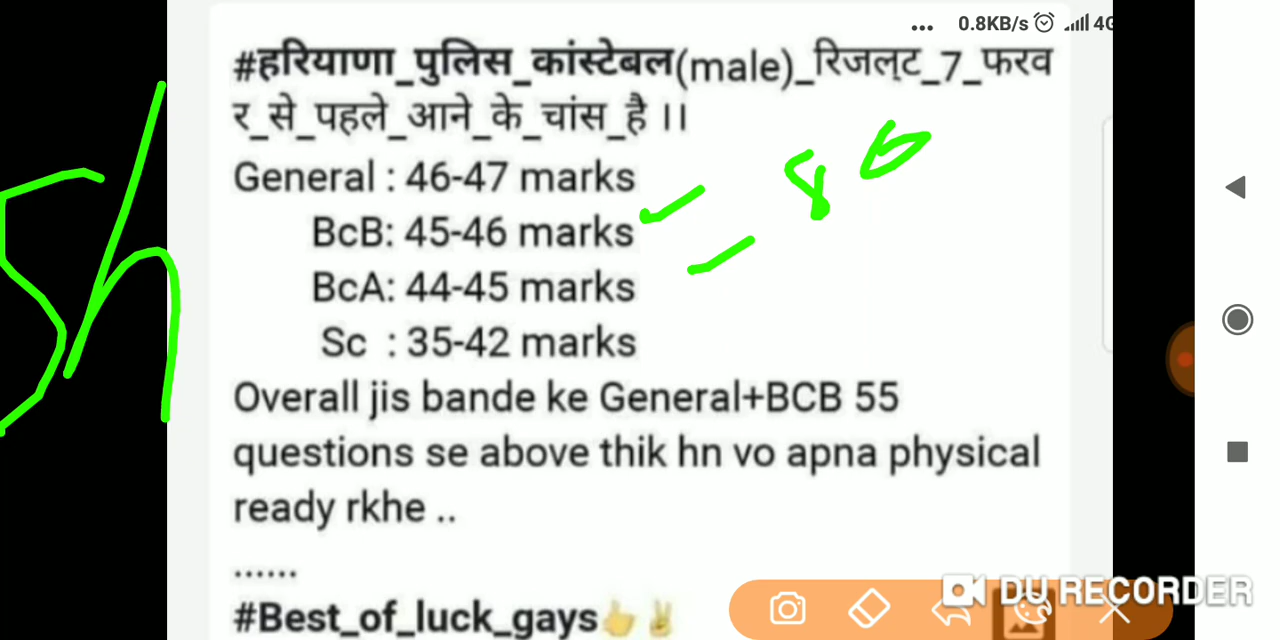 ... 0.8KB/s 4G
#हरियाणा_पुलिस_कांस्टेबल(male)_रिजल्ट_7_फरव
र_से_पहले_आने_के_चांस_है ।।
General : 46-47 marks
BcB: 45-46 marks
BcA: 44-45 marks
Sc : 35-42 marks
Overall jis bande ke General+BCB 55
questions se above thik hn vo apna physical
ready rkhe ..
......
#Best_of_luck_gays👍✌
DU RECORDER